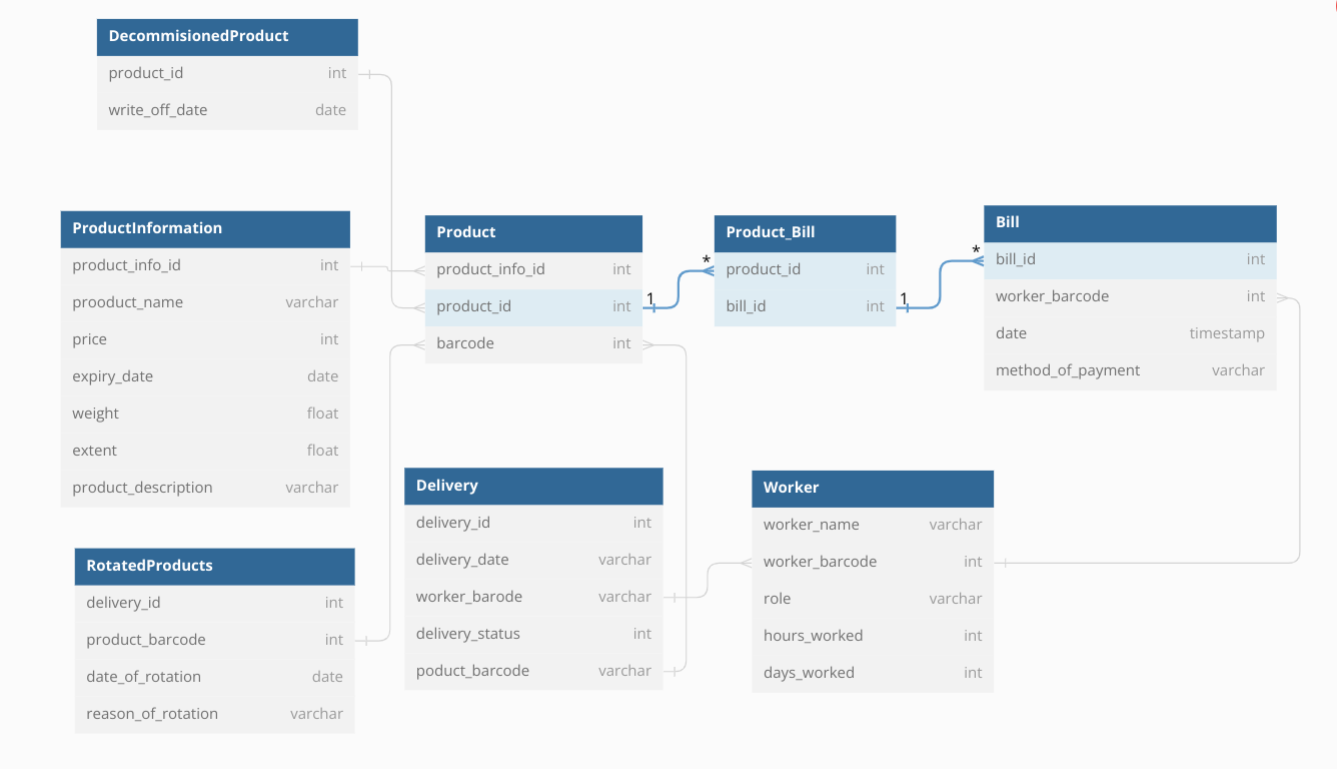 DecommisionedProduct
product_id int
write_off_date date
ProductInformation
product_info_id int
prooduct_name varchar
price int
expiry_date date
weight float
extent float
product_description varchar
Product
product_info_id int
product_id int
barcode int
1
*
Product_Bill
product_id int
bill_id int
1
*
Bill
bill_id int
worker_barcode int
date timestamp
method_of_payment varchar
RotatedProducts
delivery_id int
product_barcode int
date_of_rotation date
reason_of_rotation varchar
Delivery
delivery_id int
delivery_date varchar
worker_barode varchar
delivery_status int
poduct_barcode varchar
Worker
worker_name varchar
worker_barcode int
role varchar
hours_worked int
days_worked int